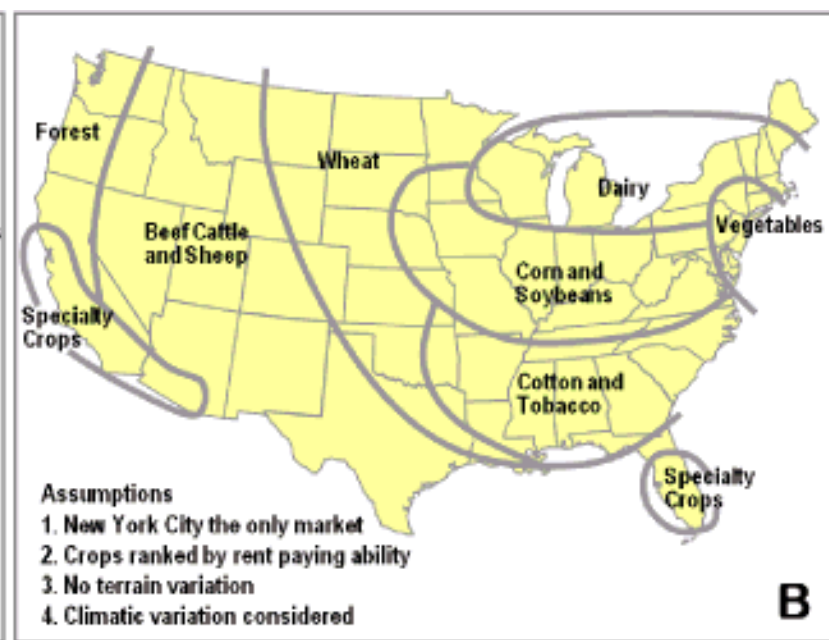 Forest
Wheat
Dairy
Vegetables
Beef Cattle
and Sheep
Corn and
Soybeans
Specialty
Crops
Cotton and
Tobacco
Specialty
Crops
Assumptions
1. New York City the only market
2. Crops ranked by rent paying ability
3. No terrain variation
4. Climatic variation considered
B